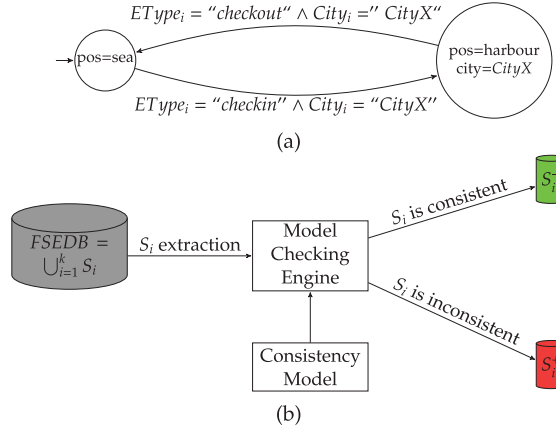 ETypeᵢ = “checkout“ ∧ Cityᵢ =” CityX“
pos=sea
pos=harbour
city=CityX
ETypeᵢ = “checkin” ∧ Cityᵢ = “CityX”
(a)
FSEDB =
⋃ᵏᵢ₌₁ Sᵢ
Sᵢ extraction
Model
Checking
Engine
Sᵢ is consistent
Sᵢ is inconsistent
Consistency
Model
(b)